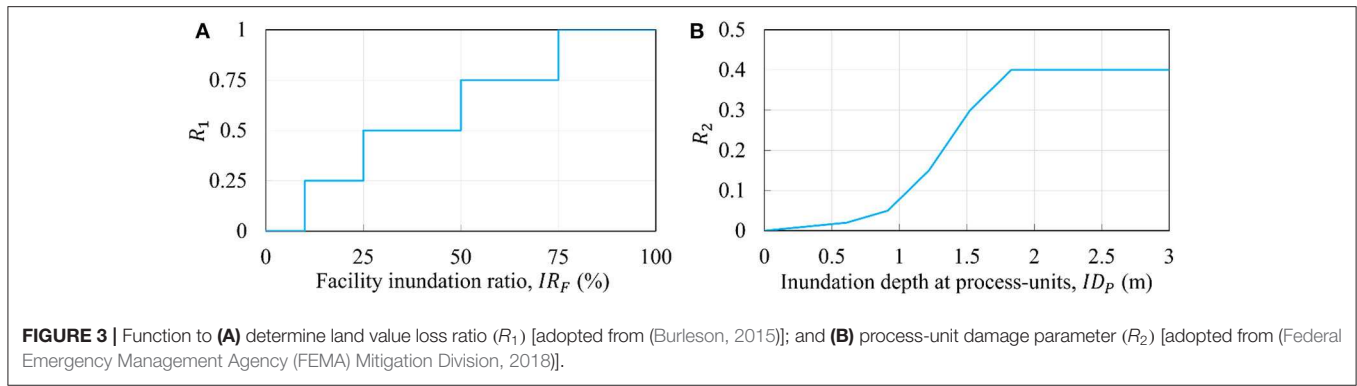 A
1
0.75
0.5
0.25
0
R₁
0 25 50 75 100
Facility inundation ratio, IR_F (%)
B
0.5
0.4
0.3
0.2
0.1
0
R₂
0 0.5 1 1.5 2 2.5 3
Inundation depth at process-units, ID_P (m)
FIGURE 3 | Function to (A) determine land value loss ratio (R₁) [adopted from (Burleson, 2015)]; and (B) process-unit damage parameter (R₂) [adopted from (Federal
Emergency Management Agency (FEMA) Mitigation Division, 2018)].